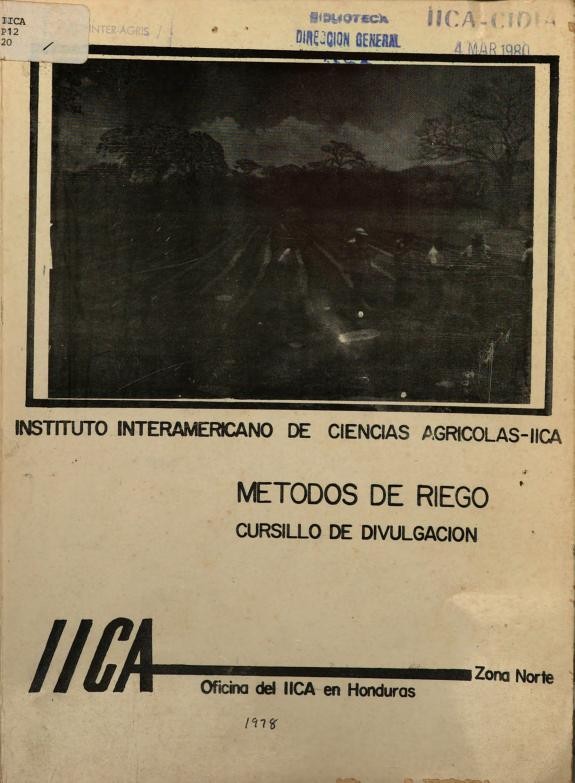 IICA
P12
20
INTER-AGRIS
BIBLIOTECA
DIRECCION GENERAL
IICA-CIDIA
4 MAR 1980
INSTITUTO INTERAMERICANO DE CIENCIAS AGRICOLAS-IICA
METODOS DE RIEGO
CURSILLO DE DIVULGACION
IICA
Zona Norte
Oficina del IICA en Honduras
1978